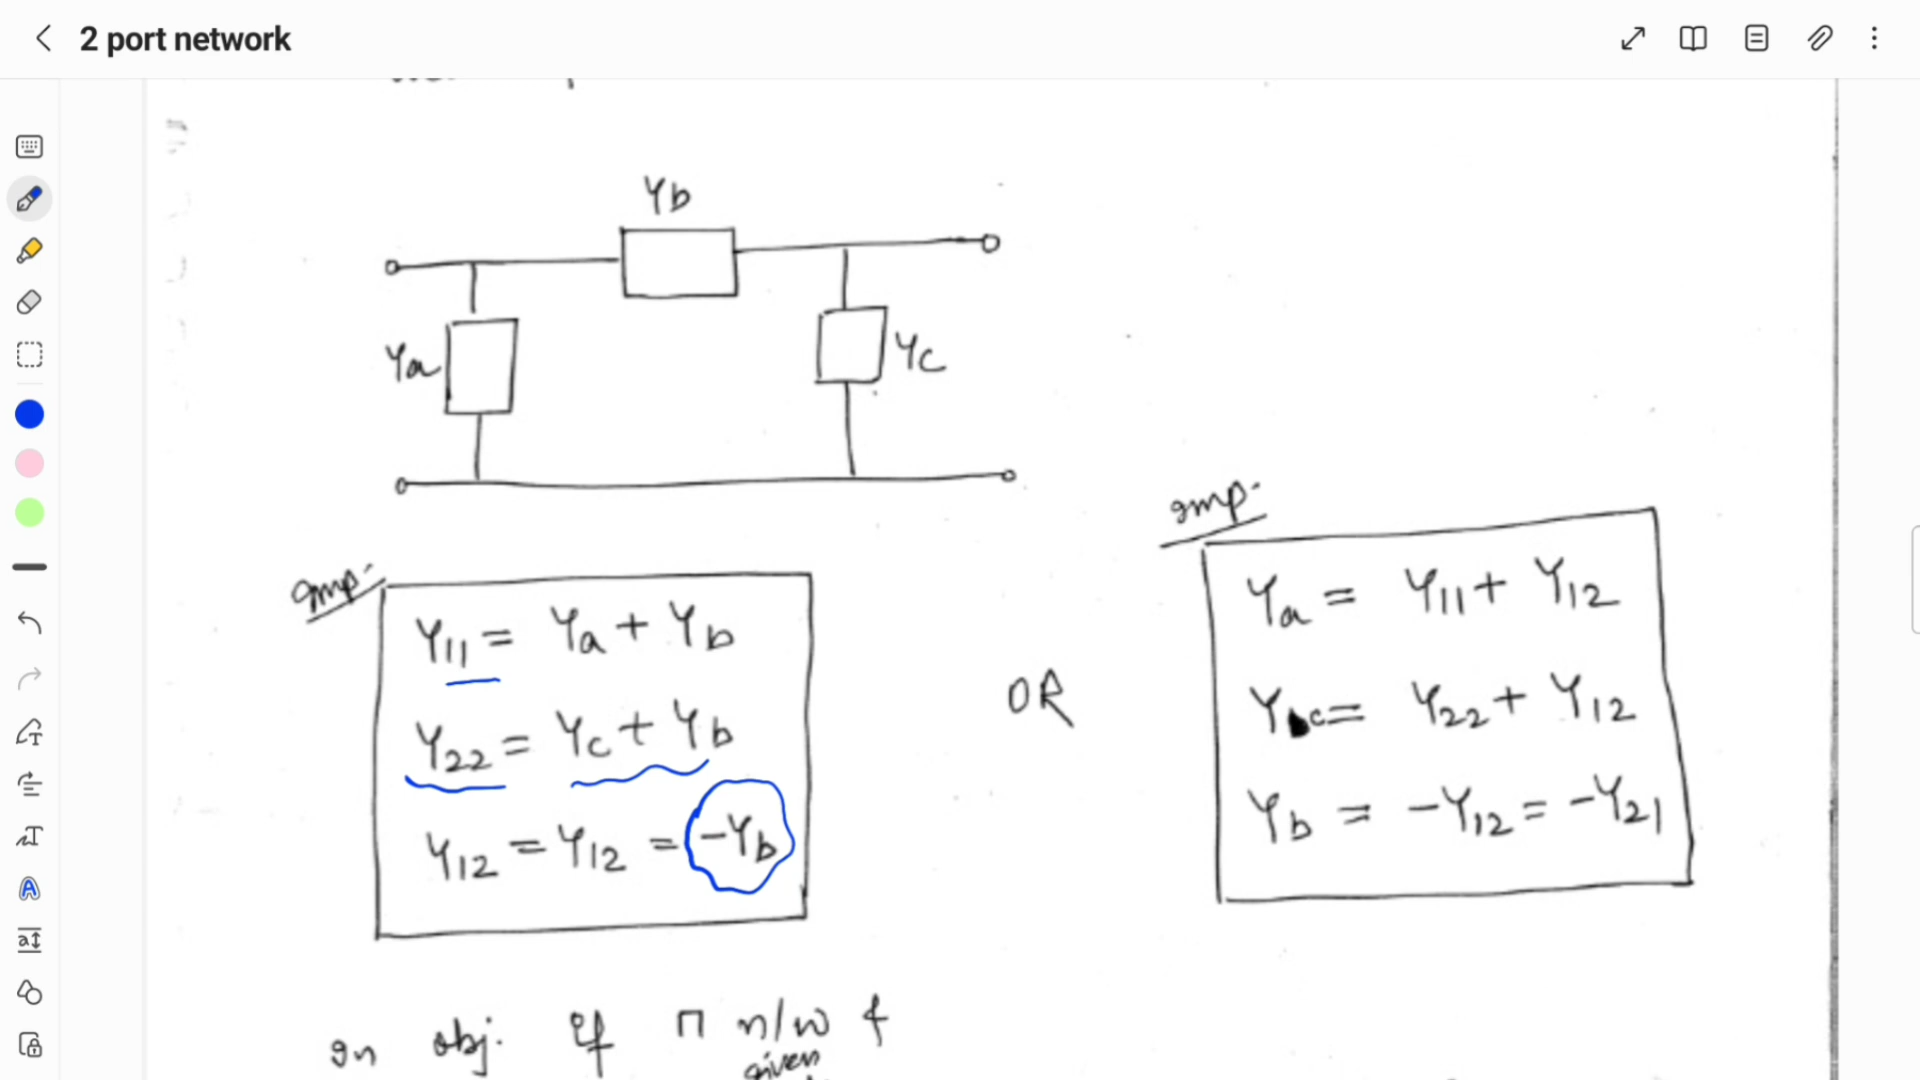 2 port network
Yb
Ya
Yc
Imp.
Y11 = Ya + Yb
Y22 = Yc + Yb
Y12 = Y12 = -Yb
OR
Imp.
Ya = Y11 + Y12
Yc = Y22 + Y12
Yb = -Y12 = -Y21
In obj. if Π n/w &
given